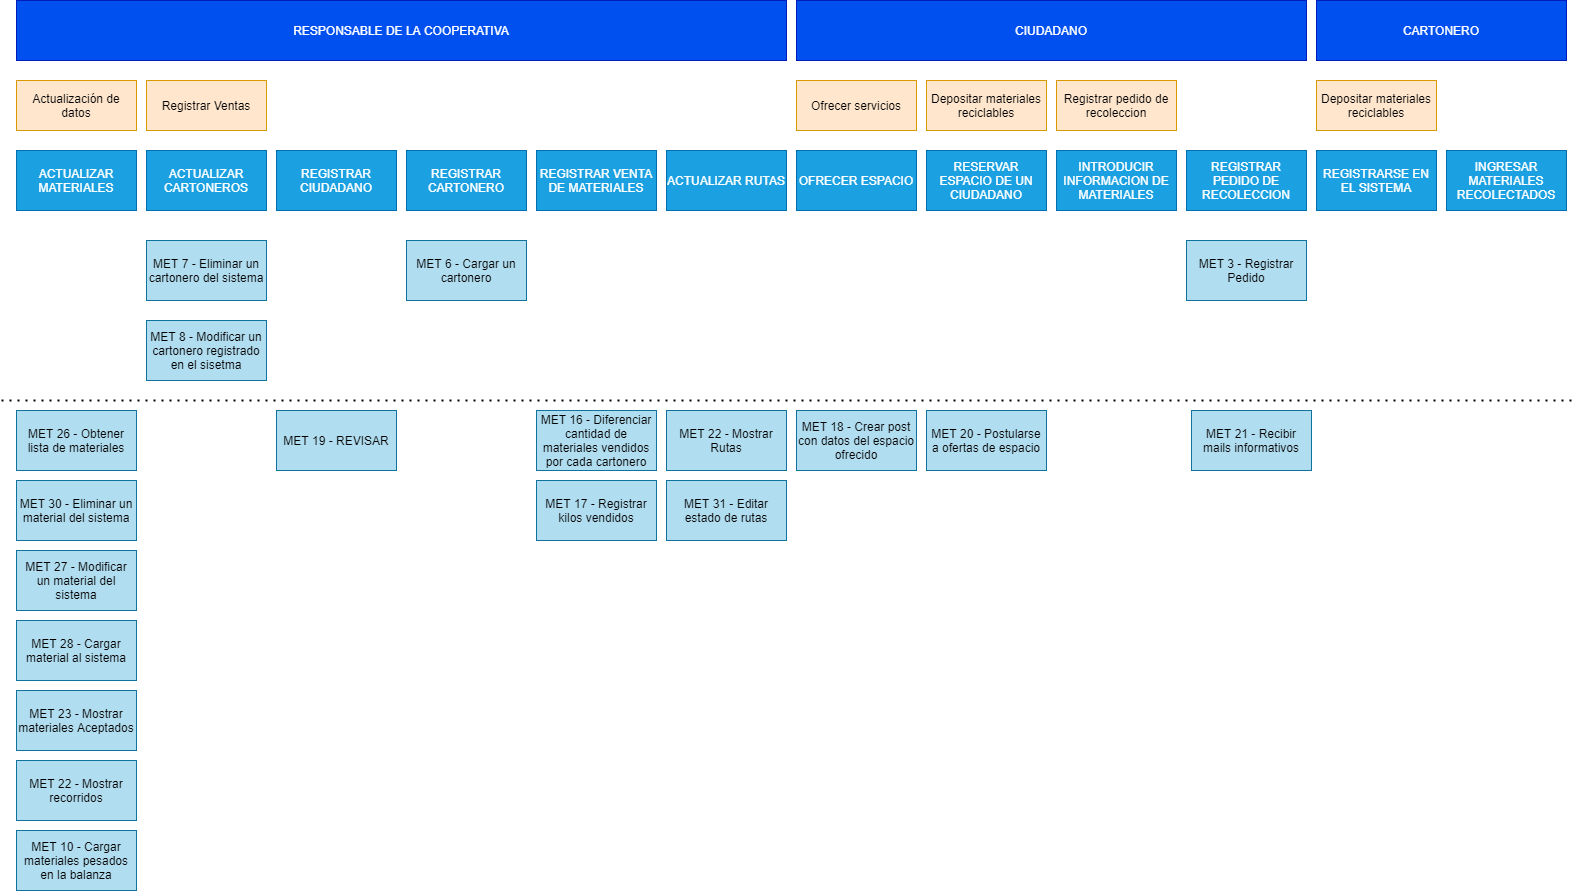 RESPONSABLE DE LA COOPERATIVA
CIUDADANO
CARTONERO
Actualización de
datos
Registrar Ventas
Ofrecer servicios
Depositar materiales
reciclables
Registrar pedido de
recoleccion
Depositar materiales
reciclables
ACTUALIZAR
MATERIALES
ACTUALIZAR
CARTONEROS
REGISTRAR
CIUDADANO
REGISTRAR
CARTONERO
REGISTRAR VENTA
DE MATERIALES
ACTUALIZAR RUTAS
OFRECER ESPACIO
RESERVAR
ESPACIO DE UN
CIUDADANO
INTRODUCIR
INFORMACION DE
MATERIALES
REGISTRAR
PEDIDO DE
RECOLECCION
REGISTRARSE EN
EL SISTEMA
INGRESAR
MATERIALES
RECOLECTADOS
MET 7 - Eliminar un
cartonero del sistema
MET 6 - Cargar un
cartonero
MET 3 - Registrar
Pedido
MET 8 - Modificar un
cartonero registrado
en el sisetma
MET 26 - Obtener
lista de materiales
MET 19 - REVISAR
MET 16 - Diferenciar
cantidad de
materiales vendidos
por cada cartonero
MET 22 - Mostrar
Rutas
MET 18 - Crear post
con datos del espacio
ofrecido
MET 20 - Postularse
a ofertas de espacio
MET 21 - Recibir
mails informativos
MET 30 - Eliminar un
material del sistema
MET 17 - Registrar
kilos vendidos
MET 31 - Editar
estado de rutas
MET 27 - Modificar
un material del
sistema
MET 28 - Cargar
material al sistema
MET 23 - Mostrar
materiales Aceptados
MET 22 - Mostrar
recorridos
MET 10 - Cargar
materiales pesados
en la balanza